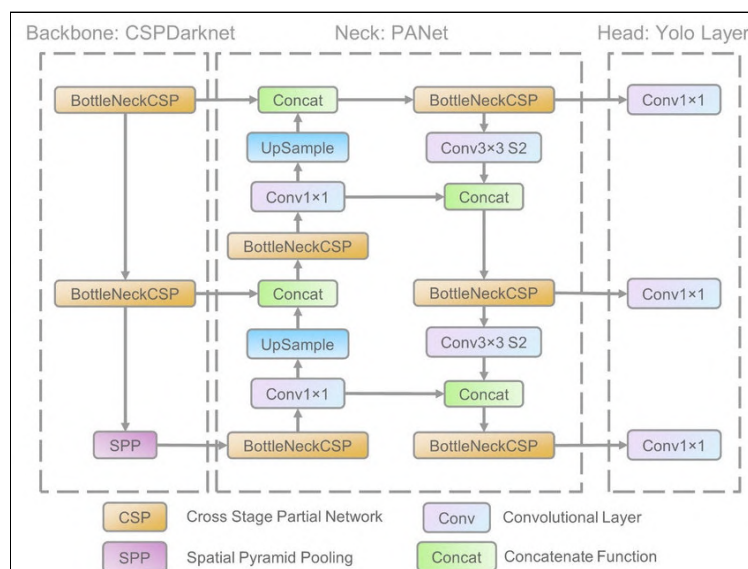 Backbone: CSPDarknet Neck: PANet Head: Yolo Layer
BottleNeckCSP Concat BottleNeckCSP Conv1×1
UpSample Conv3×3 S2
Conv1×1 Concat
BottleNeckCSP
BottleNeckCSP Concat BottleNeckCSP Conv1×1
UpSample Conv3×3 S2
Conv1×1 Concat
SPP BottleNeckCSP BottleNeckCSP Conv1×1
CSP Cross Stage Partial Network Conv Convolutional Layer
SPP Spatial Pyramid Pooling Concat Concatenate Function